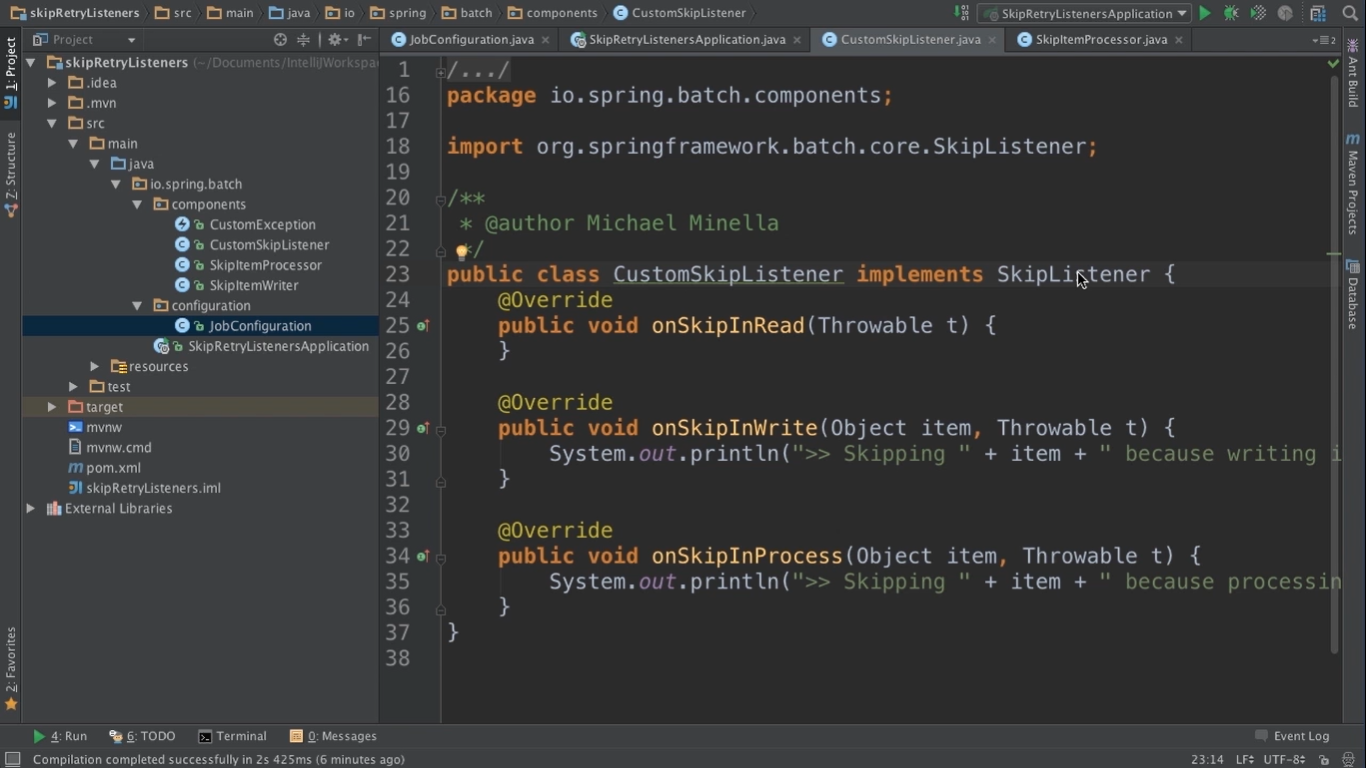 skipRetryListeners src main java io spring batch components CustomSkipListener SkipRetryListenersApplication
Project
JobConfiguration.java SkipRetryListenersApplication.java CustomSkipListener.java SkipItemProcessor.java
skipRetryListeners (~/Documents/IntelliJWorkspa
.idea
.mvn
src
main
java
io.spring.batch
components
CustomException
CustomSkipListener
SkipItemProcessor
SkipItemWriter
configuration
JobConfiguration
SkipRetryListenersApplication
resources
test
target
mvnw
mvnw.cmd
pom.xml
skipRetryListeners.iml
External Libraries
1: Project
Z: Structure
2: Favorites
1 /.../
16 package io.spring.batch.components;
17
18 import org.springframework.batch.core.SkipListener;
19
20 /**
21 * @author Michael Minella
22 */
23 public class CustomSkipListener implements SkipListener {
24 @Override
25 public void onSkipInRead(Throwable t) {
26 }
27
28 @Override
29 public void onSkipInWrite(Object item, Throwable t) {
30 System.out.println(">> Skipping " + item + " because writing i
31 }
32
33 @Override
34 public void onSkipInProcess(Object item, Throwable t) {
35 System.out.println(">> Skipping " + item + " because processin
36 }
37 }
38
Ant Build
Maven Projects
Database
4: Run 6: TODO Terminal 0: Messages Event Log
Compilation completed successfully in 2s 425ms (6 minutes ago) 23:14 LF UTF-8